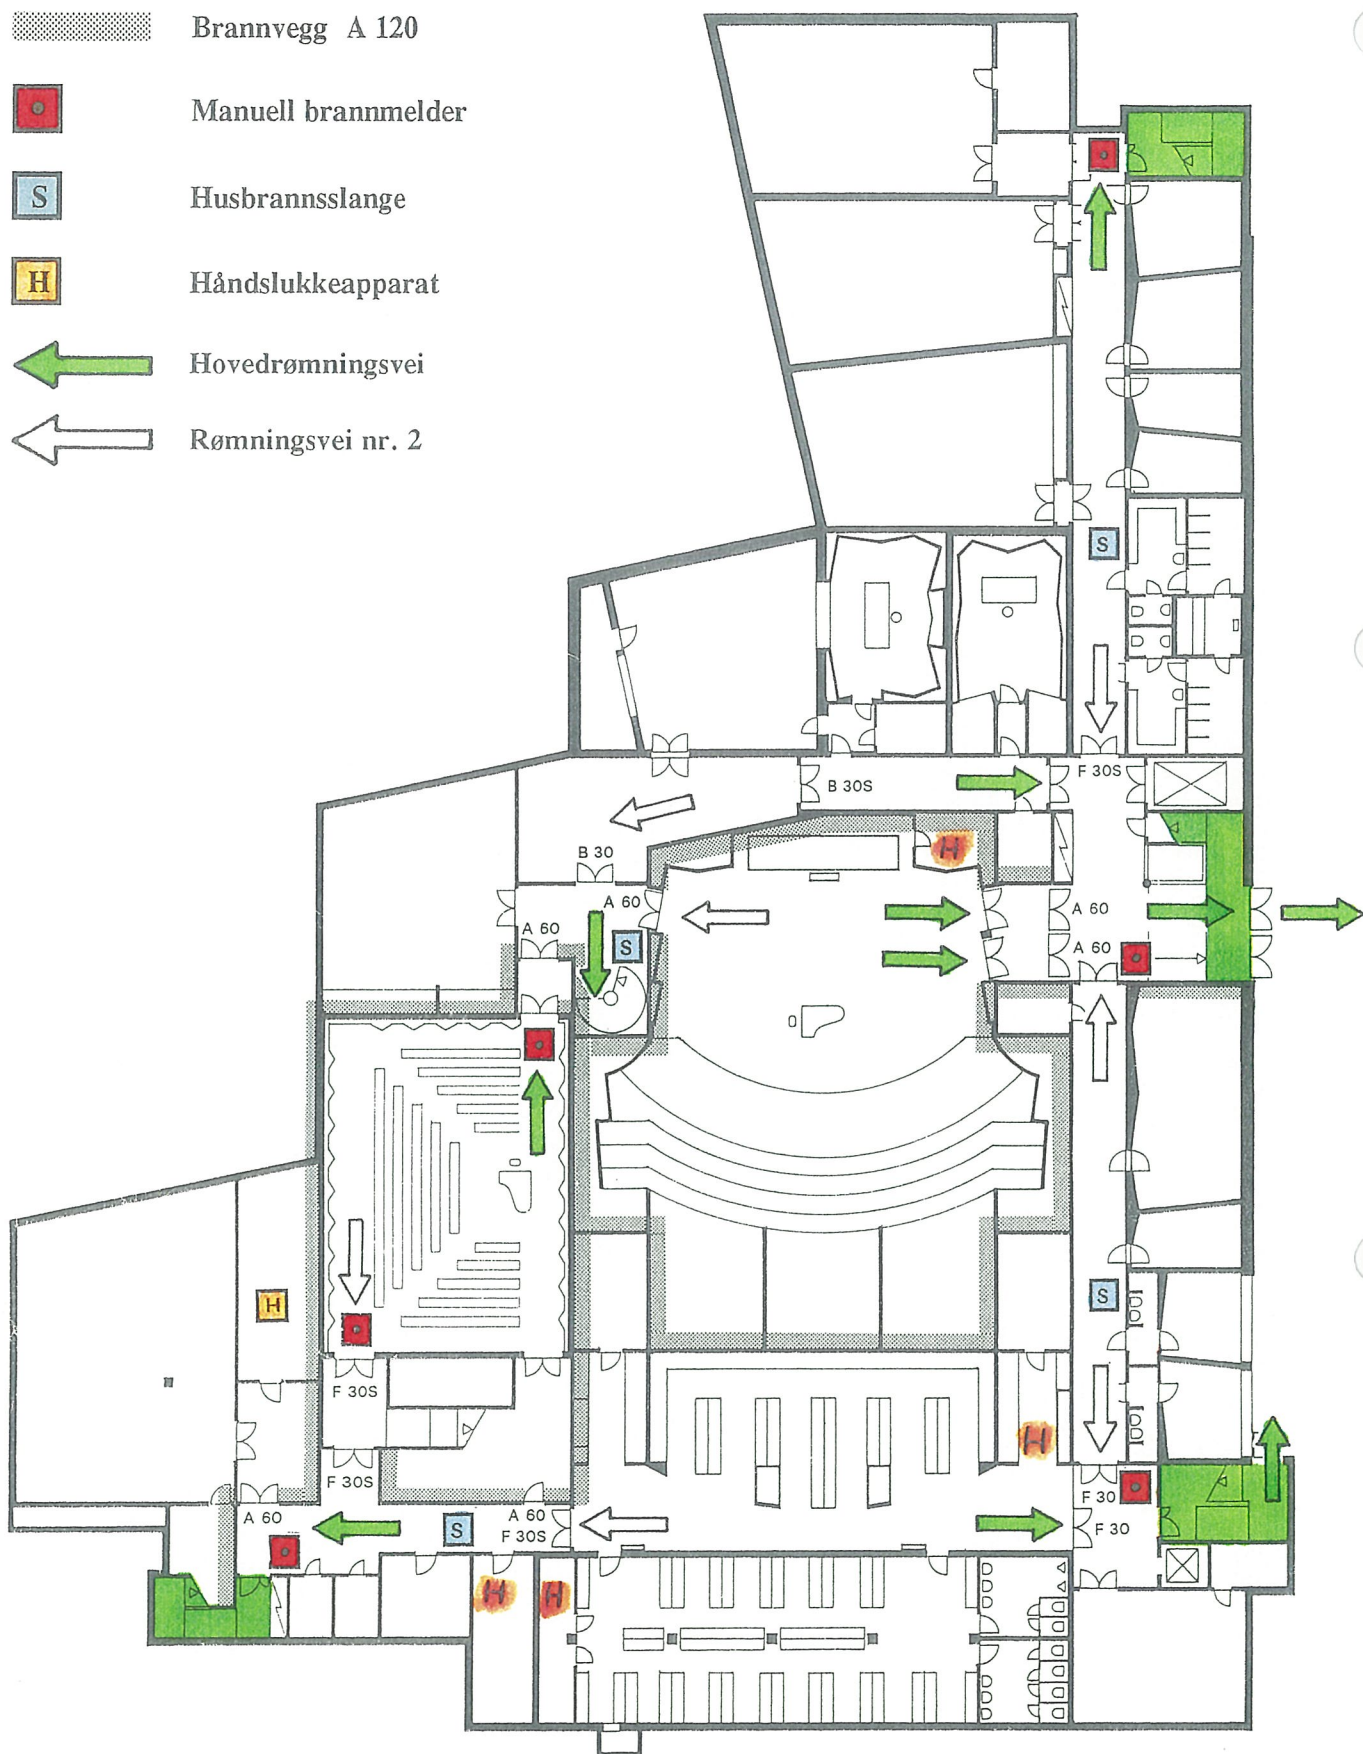 Brannvegg A 120
Manuell brannmelder
S Husbrannsslange
H Håndslukkeapparat
Hovedrømningsvei
Rømningsvei nr. 2
S
F 30S
B 30S
H
B 30
A 60
A 60
A 60
S
A 60
S
H
F 30S
H
F 30S
F 30
A 60
A 60
S
F 30S
F 30
H
H